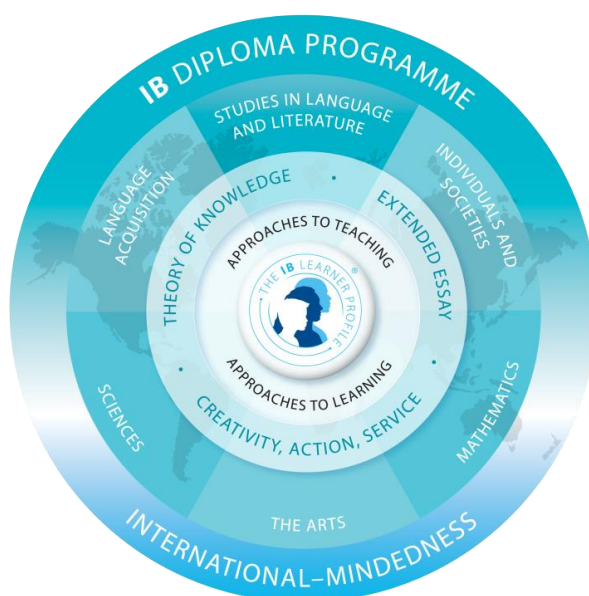 IB DIPLOMA PROGRAMME
STUDIES IN LANGUAGE
AND LITERATURE
LANGUAGE
ACQUISITION
INDIVIDUALS AND
SOCIETIES
THEORY OF KNOWLEDGE
EXTENDED ESSAY
APPROACHES TO TEACHING
THE IB LEARNER PROFILE®
APPROACHES TO LEARNING
CREATIVITY, ACTION, SERVICE
SCIENCES
MATHEMATICS
THE ARTS
INTERNATIONAL–MINDEDNESS